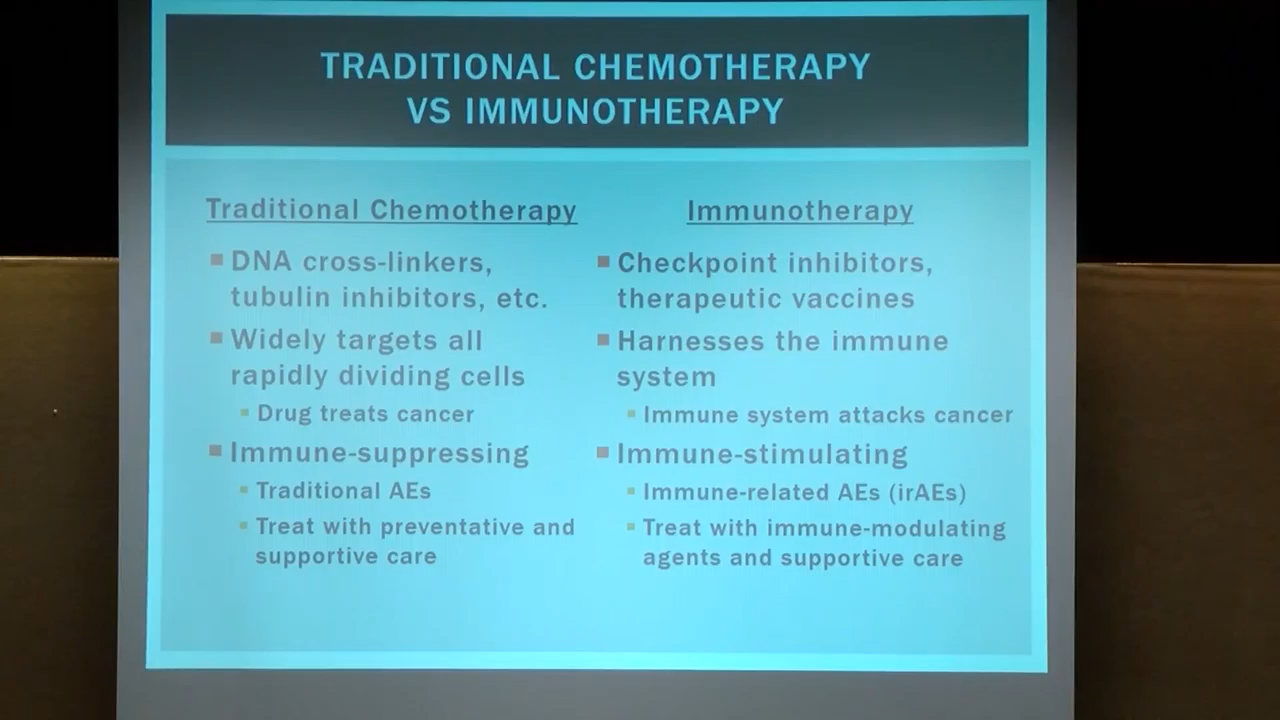 TRADITIONAL CHEMOTHERAPY
VS IMMUNOTHERAPY
Traditional Chemotherapy
DNA cross-linkers,
tubulin inhibitors, etc.
Widely targets all
rapidly dividing cells
Drug treats cancer
Immune-suppressing
Traditional AEs
Treat with preventative and
supportive care
Immunotherapy
Checkpoint inhibitors,
therapeutic vaccines
Harnesses the immune
system
Immune system attacks cancer
Immune-stimulating
Immune-related AEs (irAEs)
Treat with immune-modulating
agents and supportive care